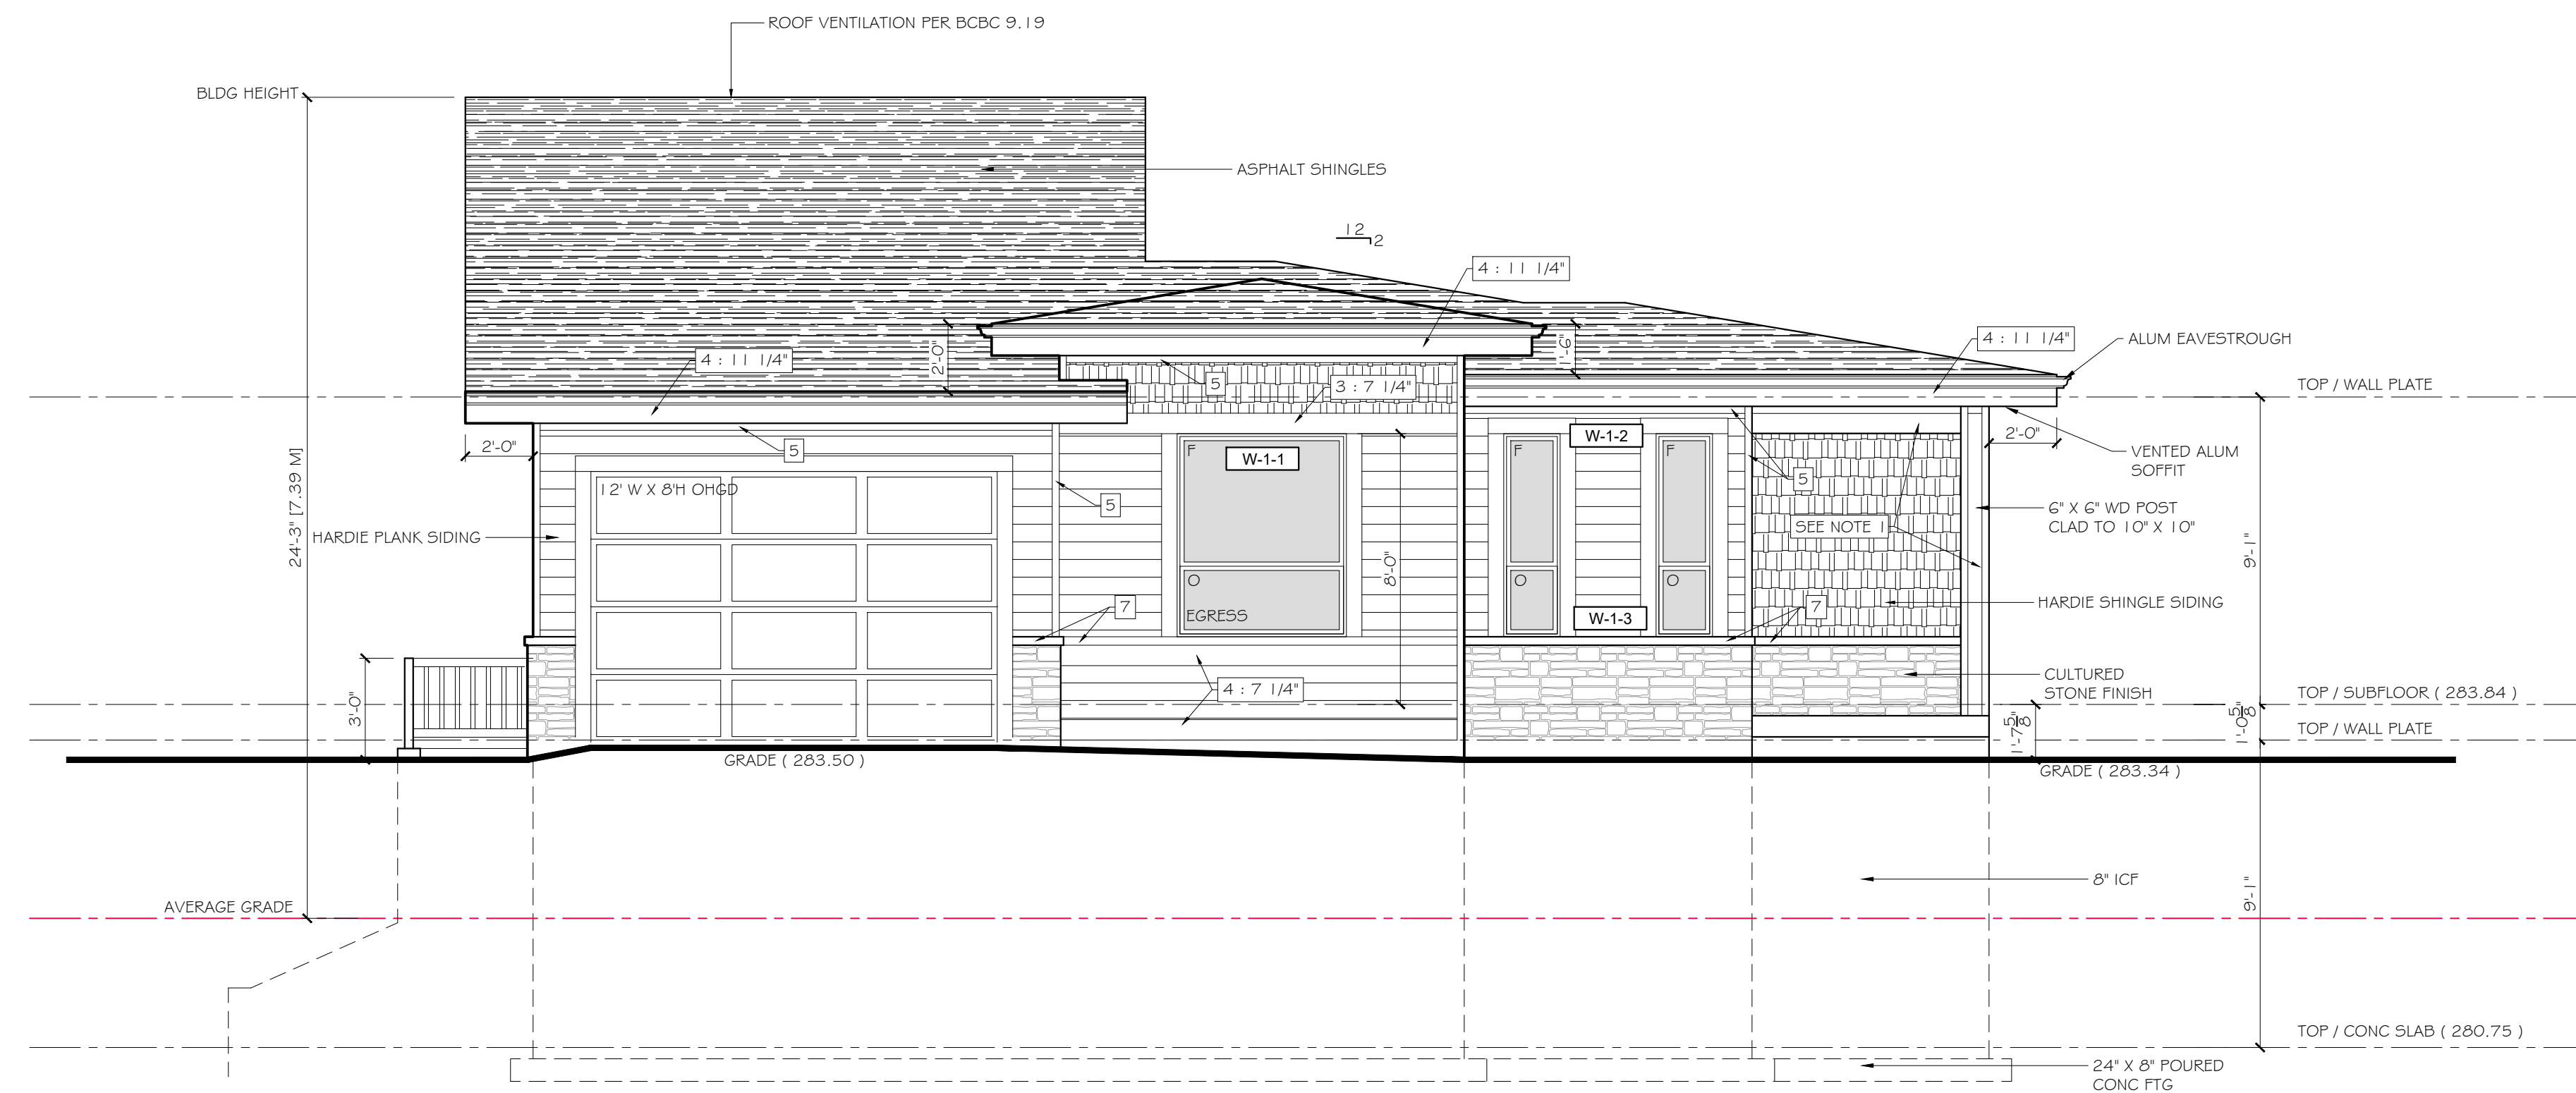 ROOF VENTILATION PER BCBC 9.19
BLDG HEIGHT
ASPHALT SHINGLES
12
2
4 : 11 1/4"
4 : 11 1/4"
4 : 11 1/4"
ALUM EAVESTROUGH
2'-0"
1'-6"
5
3 : 7 1/4"
TOP / WALL PLATE
2'-0"
5
W-1-1
F
F
W-1-2
F
2'-0"
VENTED ALUM
SOFFIT
24'-3" [7.39 M]
12' W X 8'H OHGD
5
5
6" X 6" WD POST
CLAD TO 10" X 10"
SEE NOTE 1
HARDIE PLANK SIDING
9'-1"
8'-0"
O
O
O
EGRESS
7
W-1-3
7
HARDIE SHINGLE SIDING
CULTURED
STONE FINISH
4 : 7 1/4"
3'-0"
TOP / SUBFLOOR ( 283.84 )
1'-7 5/8"
1'-0 5/8"
TOP / WALL PLATE
GRADE ( 283.50 )
GRADE ( 283.34 )
8" ICF
9'-1"
AVERAGE GRADE
TOP / CONC SLAB ( 280.75 )
24" X 8" POURED
CONC FTG